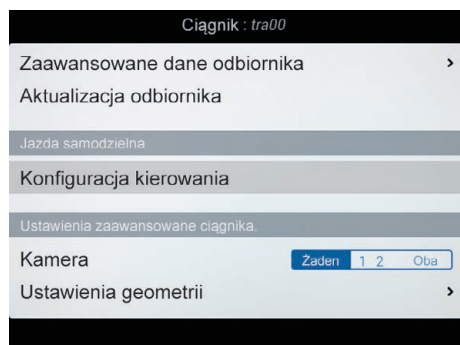 Ciągnik : tra00
Zaawansowane dane odbiornika
Aktualizacja odbiornika
Jazda samodzielna
Konfiguracja kierowania
Ustawienia zaawansowane ciągnika.
Kamera Żaden 1 2 Oba
Ustawienia geometrii